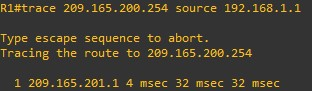 R1#trace 209.165.200.254 source 192.168.1.1
Type escape sequence to abort.
Tracing the route to 209.165.200.254
1 209.165.201.1 4 msec 32 msec 32 msec